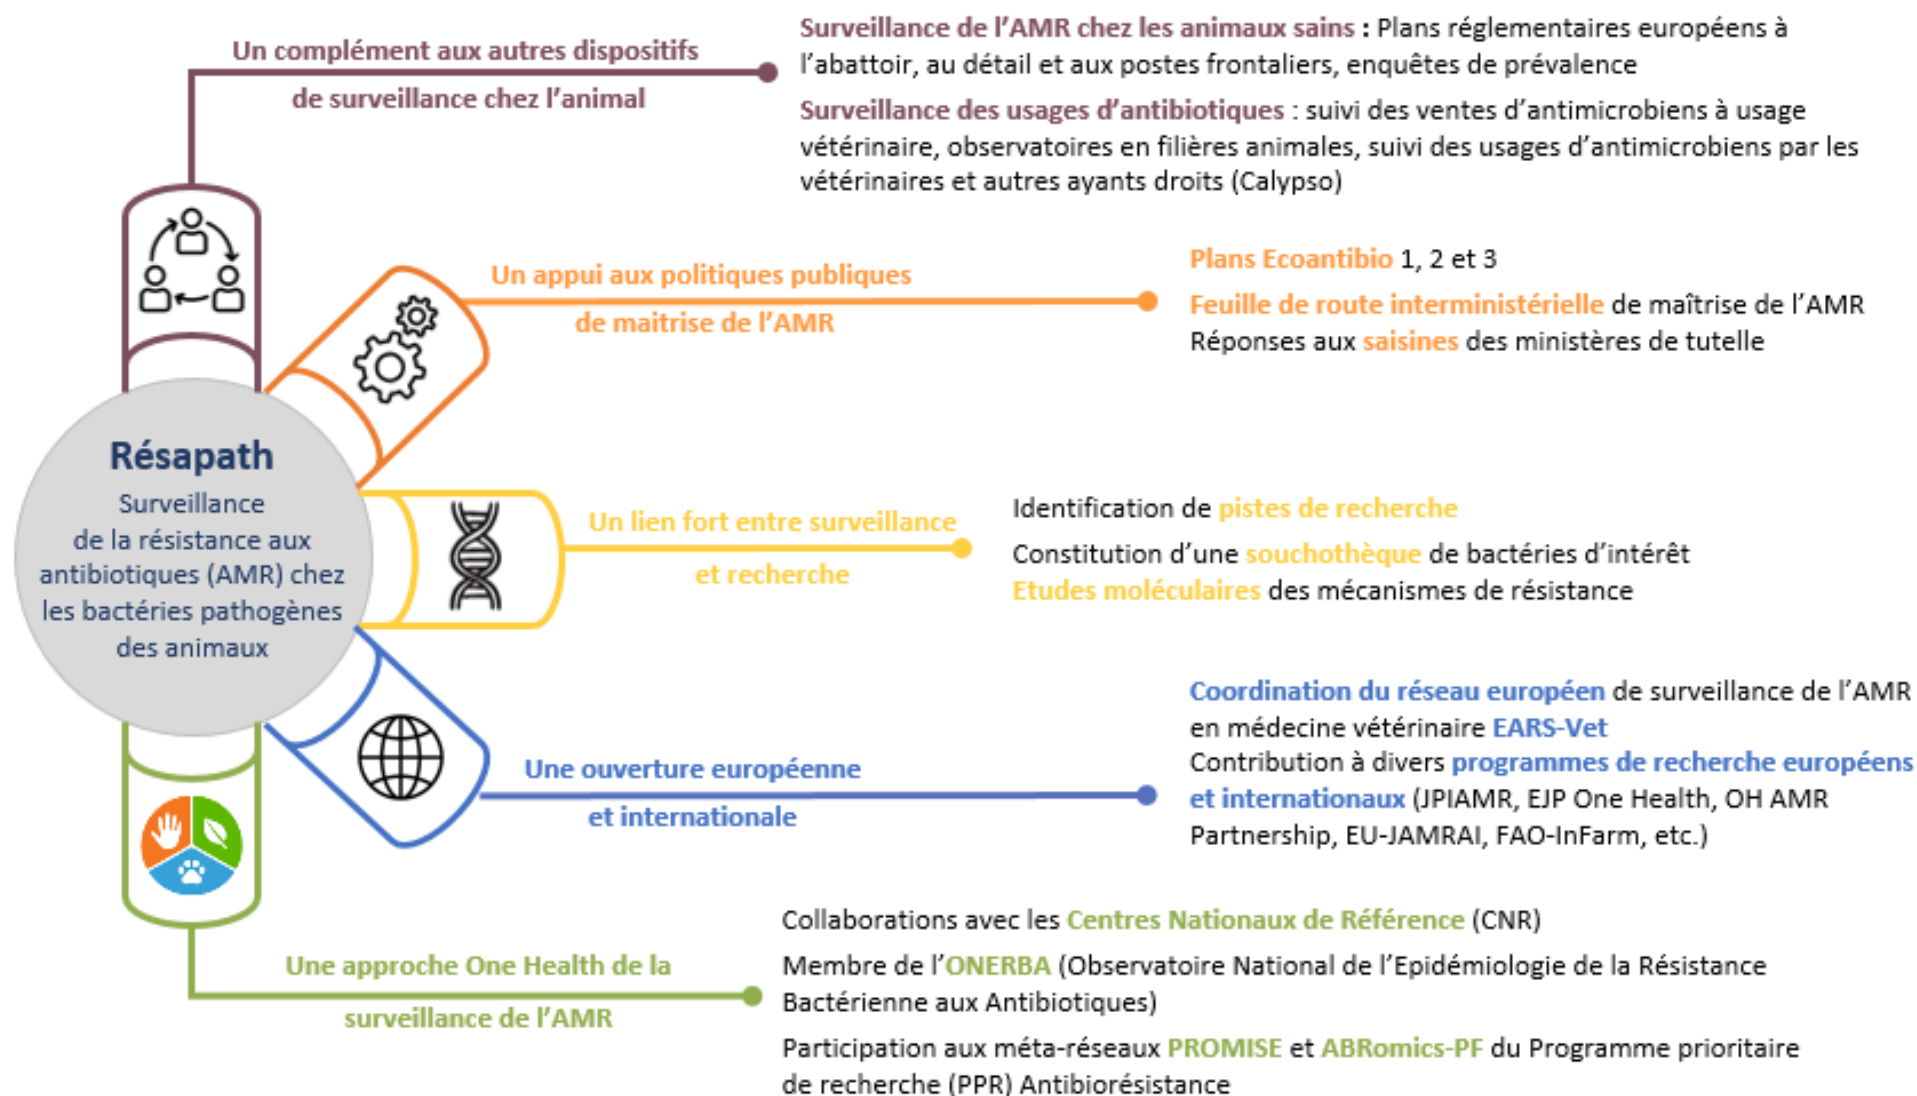 Un complément aux autres dispositifs
de surveillance chez l'animal
Surveillance de l'AMR chez les animaux sains : Plans réglementaires européens à
l'abattoir, au détail et aux postes frontaliers, enquêtes de prévalence
Surveillance des usages d'antibiotiques : suivi des ventes d'antimicrobiens à usage
vétérinaire, observatoires en filières animales, suivi des usages d'antimicrobiens par les
vétérinaires et autres ayants droits (Calypso)
Un appui aux politiques publiques
de maitrise de l'AMR
Plans Ecoantibio 1, 2 et 3
Feuille de route interministérielle de maîtrise de l'AMR
Réponses aux saisines des ministères de tutelle
Résapath
Surveillance
de la résistance aux
antibiotiques (AMR) chez
les bactéries pathogènes
des animaux
Un lien fort entre surveillance
et recherche
Identification de pistes de recherche
Constitution d'une souchothèque de bactéries d'intérêt
Etudes moléculaires des mécanismes de résistance
Une ouverture européenne
et internationale
Coordination du réseau européen de surveillance de l'AMR
en médecine vétérinaire EARS-Vet
Contribution à divers programmes de recherche européens
et internationaux (JPIAMR, EJP One Health, OH AMR
Partnership, EU-JAMRAI, FAO-InFarm, etc.)
Une approche One Health de la
surveillance de l'AMR
Collaborations avec les Centres Nationaux de Référence (CNR)
Membre de l'ONERBA (Observatoire National de l'Epidémiologie de la Résistance
Bactérienne aux Antibiotiques)
Participation aux méta-réseaux PROMISE et ABRomics-PF du Programme prioritaire
de recherche (PPR) Antibiorésistance